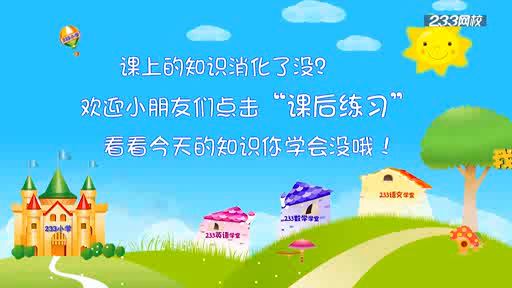 233网校
课上的知识消化了没?
欢迎小朋友们点击“课后练习”
看看今天的知识你学会没哦！
233小学
233英语学堂
233数学学堂
233语文学堂